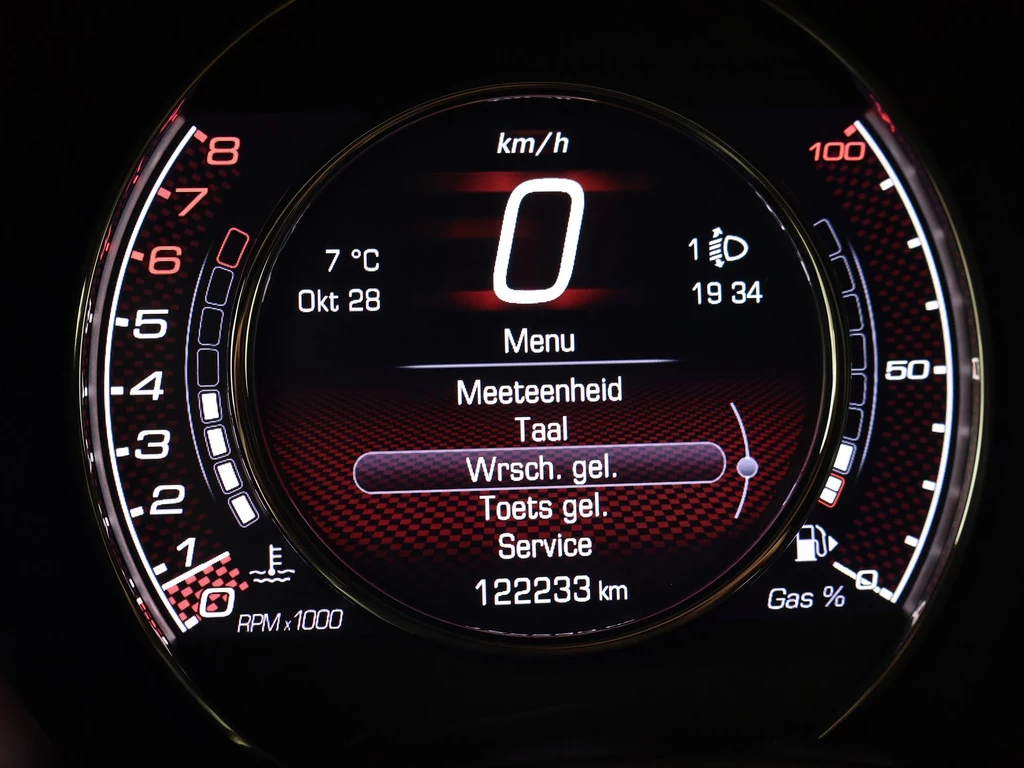 km/h
0
7 °C
Okt 28
1
19 34
Menu
Meeteenheid
Taal
Wrsch. gel.
Toets gel.
Service
122233 km
8
7
6
5
4
3
2
1
0
RPM x1000
100
50
0
Gas %